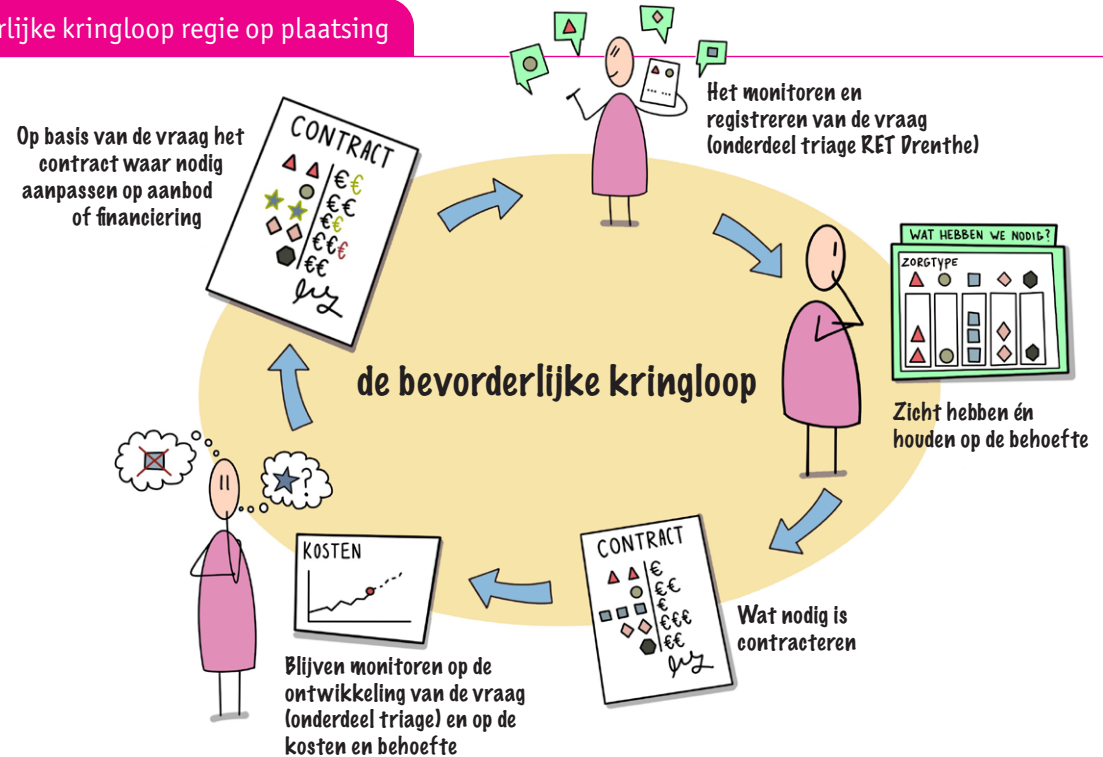 rlijke kringloop regie op plaatsing
Het monitoren en
registreren van de vraag
(onderdeel triage RET Drenthe)
Op basis van de vraag het
contract waar nodig
aanpassen op aanbod
of financiering
CONTRACT
€€
€€
€€
€€€
€€
WAT HEBBEN WE NODIG?
ZORGTYPE
de bevorderlijke kringloop
Zicht hebben én
houden op de behoefte
?
KOSTEN
CONTRACT
€
€€
€
€€€
€€
Wat nodig is
contracteren
Blijven monitoren op de
ontwikkeling van de vraag
(onderdeel triage) en op de
kosten en behoefte